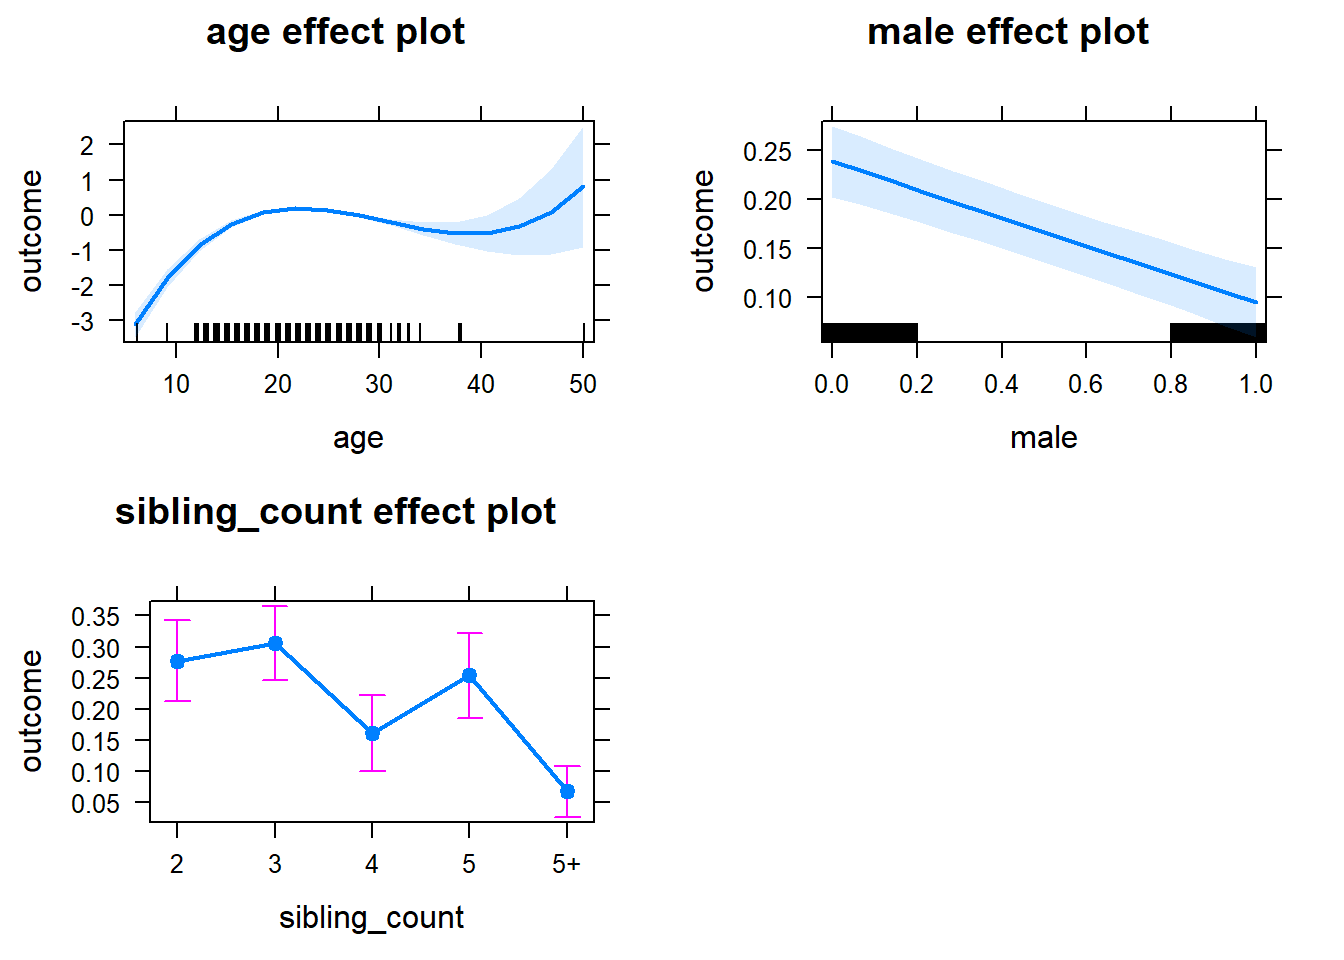 age effect plot
outcome
2
1
0
-1
-2
-3
10 20 30 40 50
age
male effect plot
outcome
0.25
0.20
0.15
0.10
0.0 0.2 0.4 0.6 0.8 1.0
male
sibling_count effect plot
outcome
0.35
0.30
0.25
0.20
0.15
0.10
0.05
2 3 4 5 5+
sibling_count